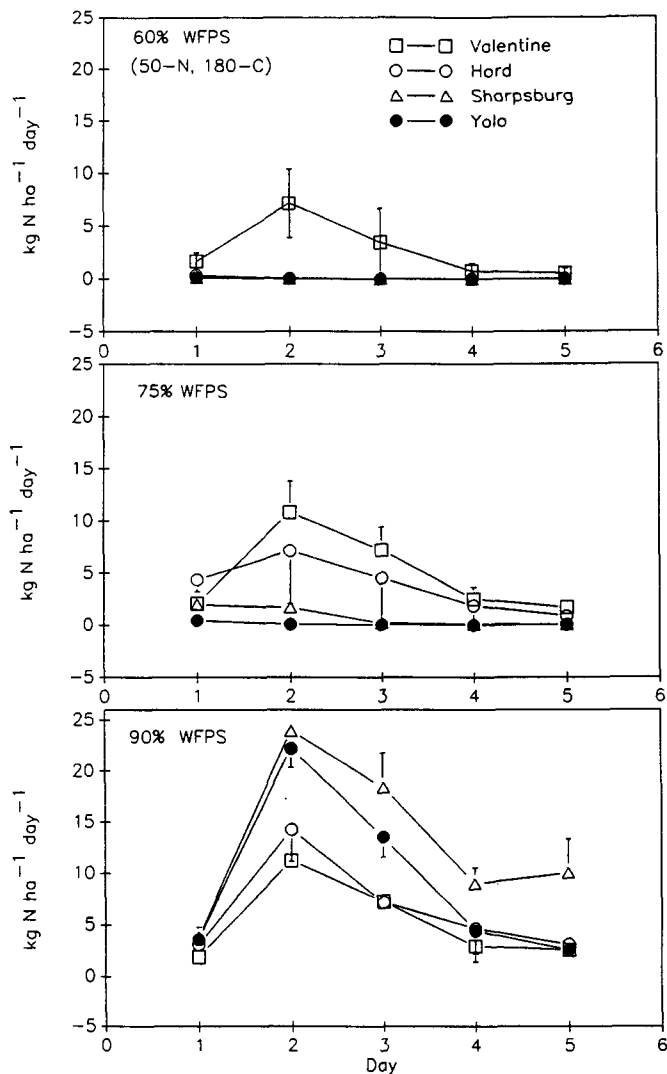 60% WFPS
(50-N, 180-C)
Valentine
Hord
Sharpsburg
Yolo
25
20
15
10
5
0
-5
kg N ha⁻¹ day⁻¹
0 1 2 3 4 5 6
75% WFPS
25
20
15
10
5
0
-5
kg N ha⁻¹ day⁻¹
0 1 2 3 4 5 6
90% WFPS
25
20
15
10
5
0
-5
kg N ha⁻¹ day⁻¹
0 1 2 3 4 5 6
Day